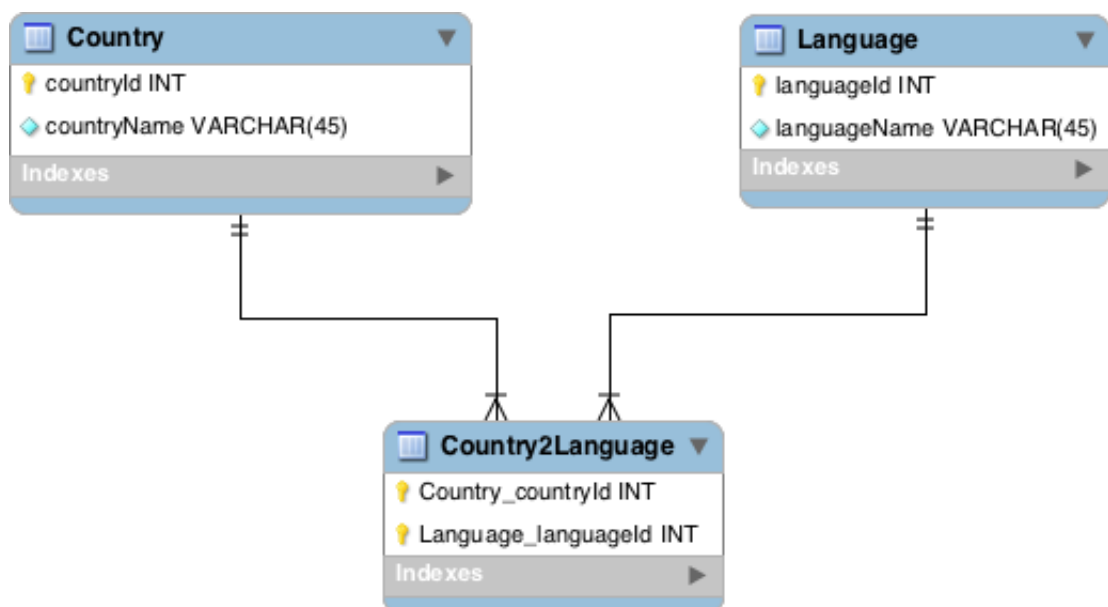 Country
countryId INT
countryName VARCHAR(45)
Indexes
Language
languageId INT
languageName VARCHAR(45)
Indexes
Country2Language
Country_countryId INT
Language_languageId INT
Indexes